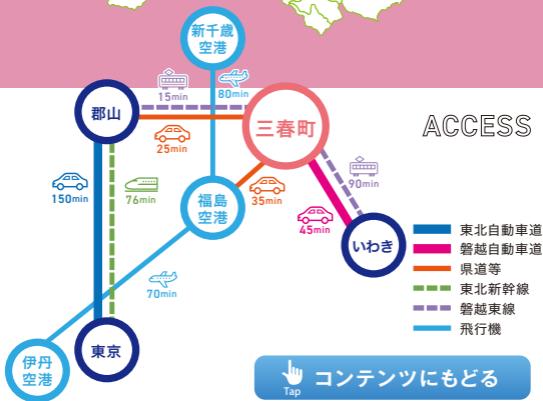 新千歳
空港
15min
80min
郡山
三春町
ACCESS
25min
150min
76min
福島
空港
35min
90min
45min
いわき
東北自動車道
磐越自動車道
県道等
東北新幹線
磐越東線
飛行機
70min
伊丹
空港
東京
Tap
コンテンツにもどる